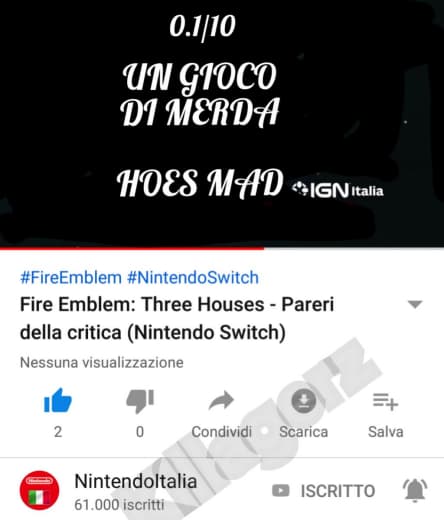 0.1/10
UN GIOCO
DI MERDA
HOES MAD IGN Italia
#FireEmblem #NintendoSwitch
Fire Emblem: Three Houses - Pareri
della critica (Nintendo Switch)
Nessuna visualizzazione
2 0 Condividi Scarica Salva
Killagorz
Nintendo
NintendoItalia
ISCRITTO
61.000 iscritti